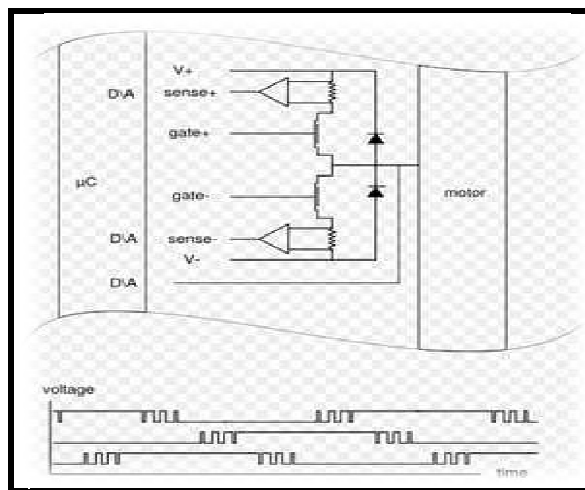 V+
D\A sense+
gate+
µC motor
gate-
D\A sense-
V-
D\A
voltage
time